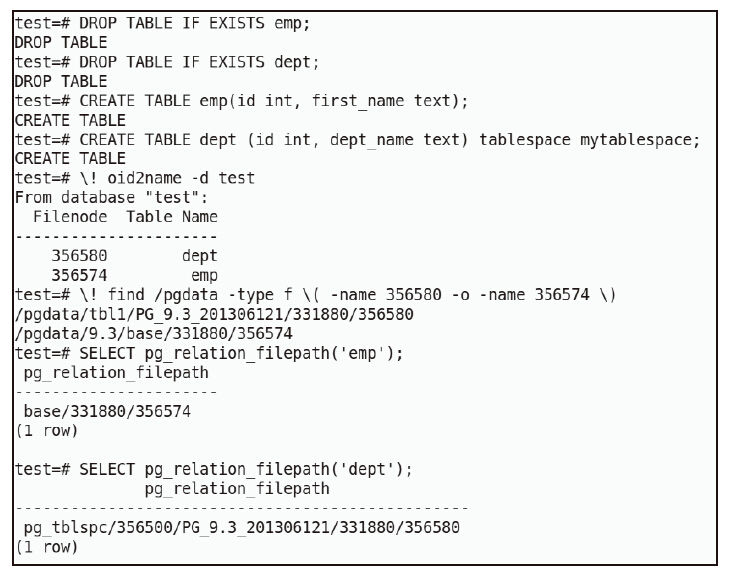 test=# DROP TABLE IF EXISTS emp;
DROP TABLE
test=# DROP TABLE IF EXISTS dept;
DROP TABLE
test=# CREATE TABLE emp(id int, first_name text);
CREATE TABLE
test=# CREATE TABLE dept (id int, dept_name text) tablespace mytablespace;
CREATE TABLE
test=# \! oid2name -d test
From database "test":
  Filenode  Table Name
----------------------
    356580        dept
    356574         emp
test=# \! find /pgdata -type f \( -name 356580 -o -name 356574 \)
/pgdata/tbl1/PG_9.3_201306121/331880/356580
/pgdata/9.3/base/331880/356574
test=# SELECT pg_relation_filepath('emp');
 pg_relation_filepath
----------------------
 base/331880/356574
(1 row)

test=# SELECT pg_relation_filepath('dept');
              pg_relation_filepath
-------------------------------------------------
 pg_tblspc/356500/PG_9.3_201306121/331880/356580
(1 row)